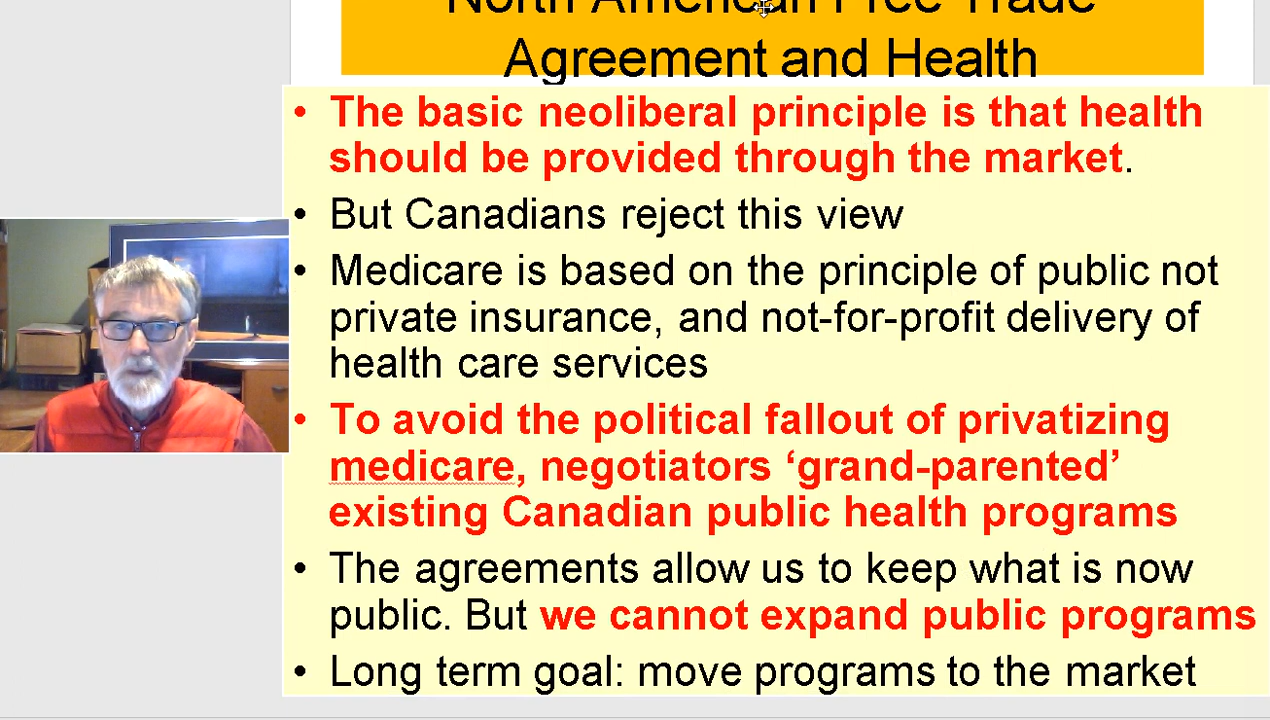 North American Free Trade
Agreement and Health
• The basic neoliberal principle is that health
should be provided through the market.
• But Canadians reject this view
• Medicare is based on the principle of public not
private insurance, and not-for-profit delivery of
health care services
• To avoid the political fallout of privatizing
medicare, negotiators ‘grand-parented’
existing Canadian public health programs
• The agreements allow us to keep what is now
public. But we cannot expand public programs
• Long term goal: move programs to the market